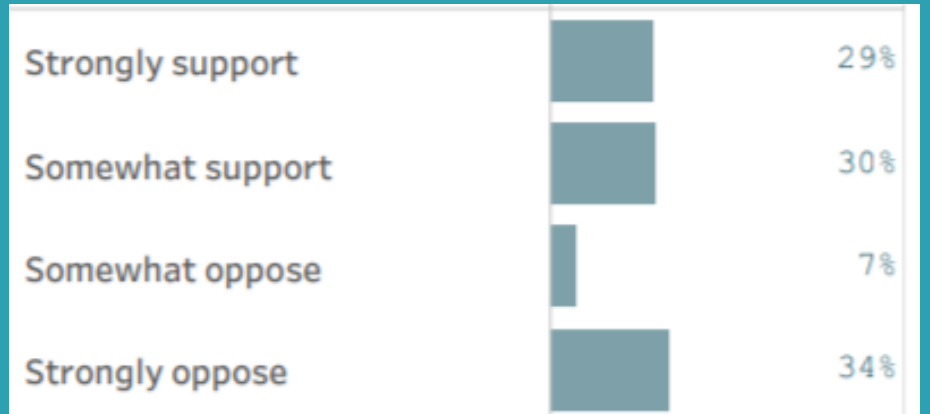 Strongly support 29%
Somewhat support 30%
Somewhat oppose 7%
Strongly oppose 34%